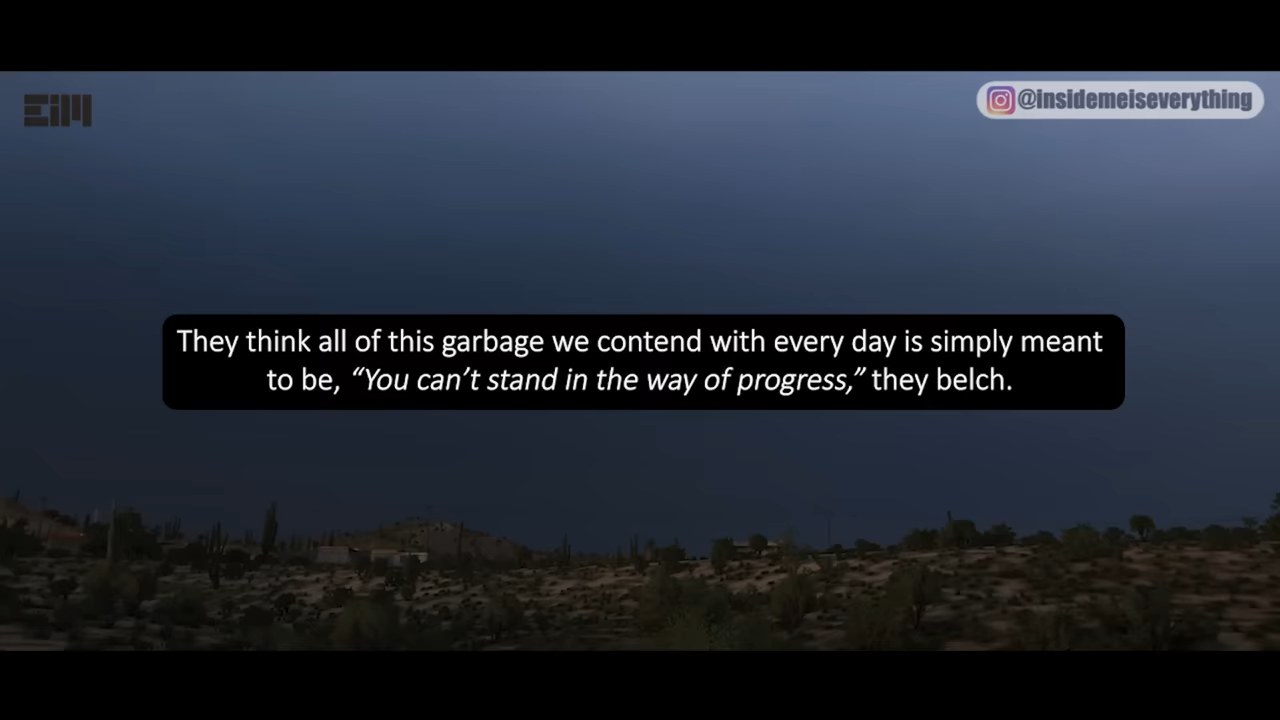 EiM
@insidemeiseverything
They think all of this garbage we contend with every day is simply meant
to be, “You can’t stand in the way of progress,” they belch.